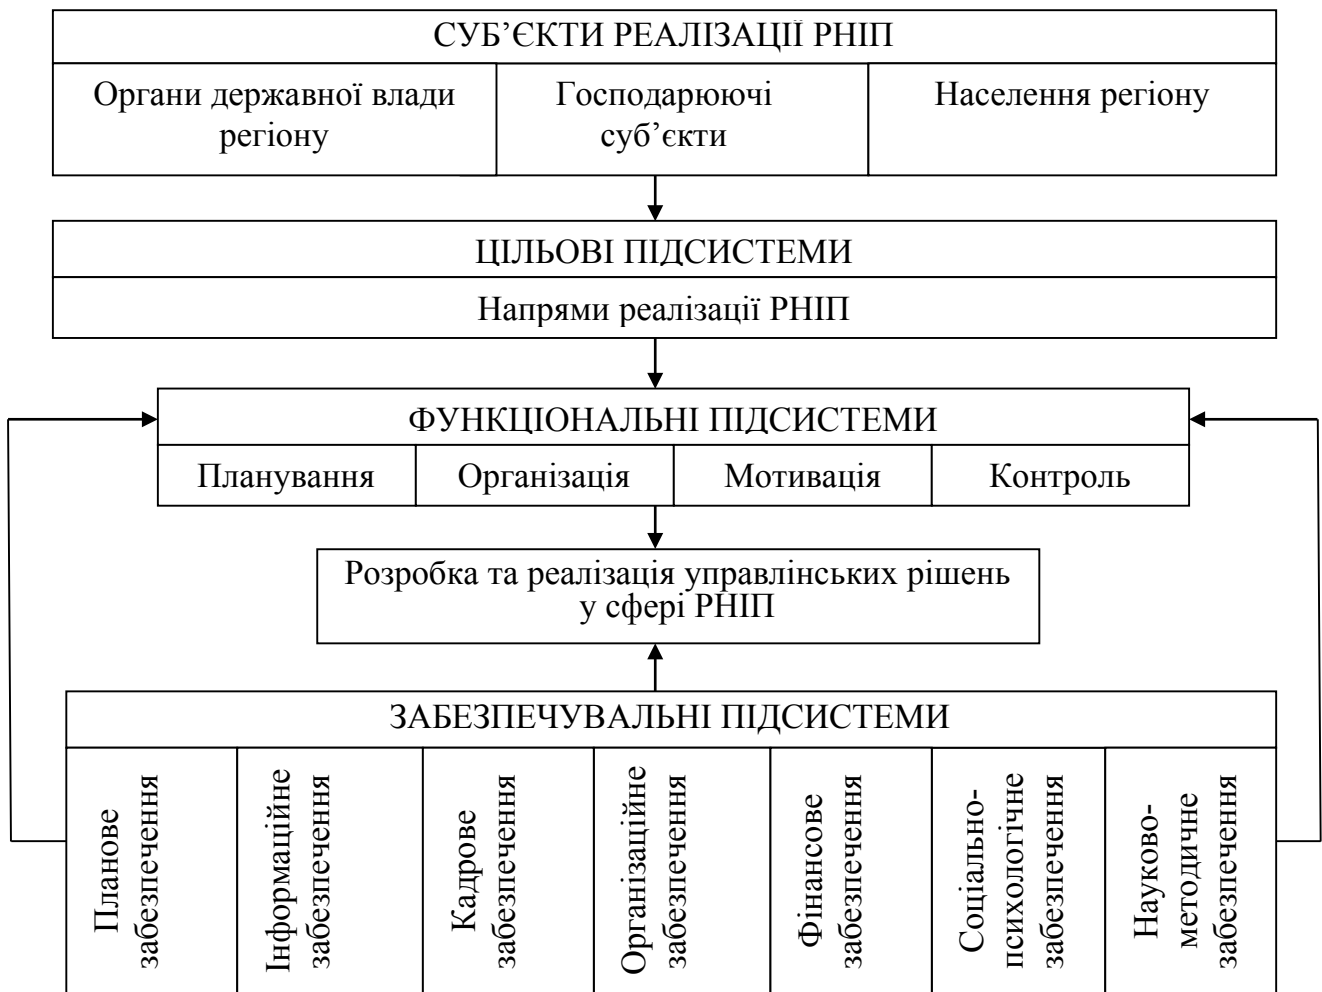 СУБ’ЄКТИ РЕАЛІЗАЦІЇ РНІП
Органи державної влади
регіону
Господарюючі
суб’єкти
Населення регіону
ЦІЛЬОВІ ПІДСИСТЕМИ
Напрями реалізації РНІП
ФУНКЦІОНАЛЬНІ ПІДСИСТЕМИ
Планування
Організація
Мотивація
Контроль
Розробка та реалізація управлінських рішень
у сфері РНІП
ЗАБЕЗПЕЧУВАЛЬНІ ПІДСИСТЕМИ
Планове
забезпечення
Інформаційне
забезпечення
Кадрове
забезпечення
Організаційне
забезпечення
Фінансове
забезпечення
Соціально-
психологічне
забезпечення
Науково-
методичне
забезпечення